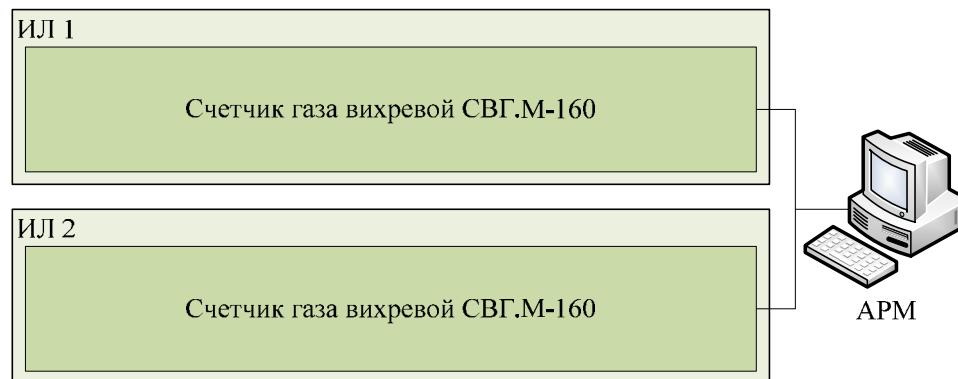 ИЛ 1
Счетчик газа вихревой СВГ.М-160
ИЛ 2
Счетчик газа вихревой СВГ.М-160
АРМ